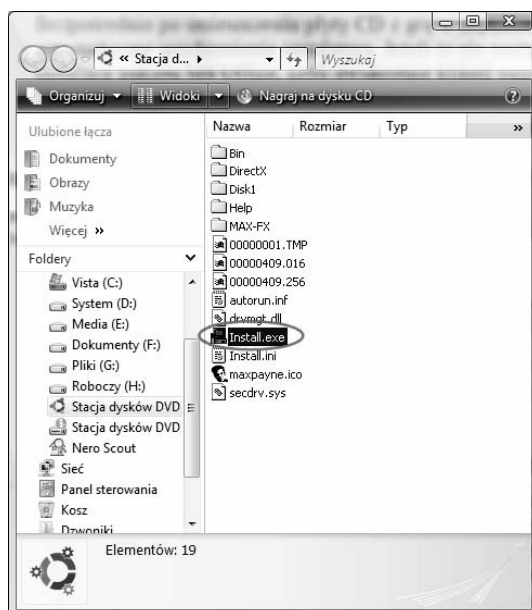 « Stacja d...
Wyszukaj
Organizuj
Widoki
Nagraj na dysku CD
Ulubione łącza
Dokumenty
Obrazy
Muzyka
Więcej »
Foldery
Vista (C:)
System (D:)
Media (E:)
Dokumenty (F:)
Pliki (G:)
Roboczy (H:)
Stacja dysków DVD
Stacja dysków DVD
Nero Scout
Sieć
Panel sterowania
Kosz
Dzwonki
Nazwa Rozmiar Typ »
Bin
DirectX
Disk1
Help
MAX-FX
00000001.TMP
00000409.016
00000409.256
autorun.inf
drvmgt.dll
Install.exe
Install.ini
maxpayne.ico
secdrv.sys
Elementów: 19